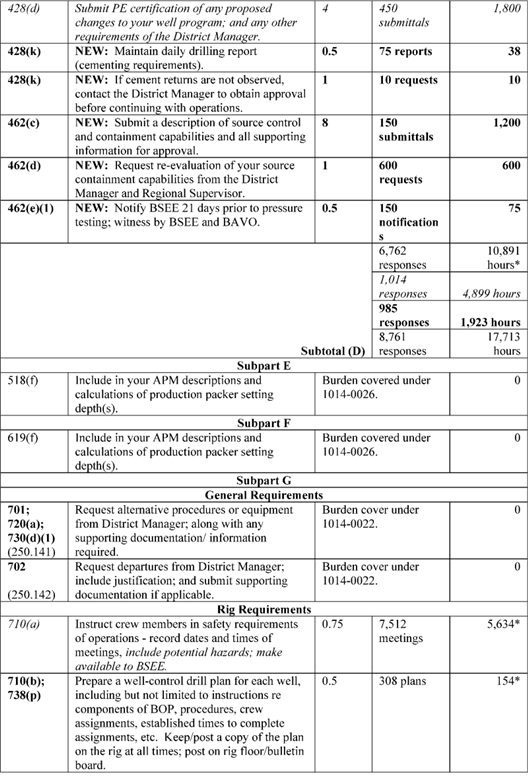 428(d) Submit PE certification of any proposed 4 450 1,800
changes to your well program; and any other submittals
requirements of the District Manager.
428(k) NEW: Maintain daily drilling report 0.5 75 reports 38
(cementing requirements).
428(k) NEW: If cement returns are not observed, 1 10 requests 10
contact the District Manager to obtain approval
before continuing with operations.
462(c) NEW: Submit a description of source control 8 150 1,200
and containment capabilities and all supporting submittals
information for approval.
462(d) NEW: Request re-evaluation of your source 1 600 600
containment capabilities from the District requests
Manager and Regional Supervisor.
462(e)(1) NEW: Notify BSEE 21 days prior to pressure 0.5 150 75
testing; witness by BSEE and BAVO. notification
s
6,762 10,891
responses hours*
1,014
responses 4,899 hours
985
responses 1,923 hours
8,761 17,713
Subtotal (D) responses hours
Subpart E
518(f) Include in your APM descriptions and Burden covered under 0
calculations of production packer setting 1014-0026.
depth(s).
Subpart F
619(f) Include in your APM descriptions and Burden covered under 0
calculations of production packer setting 1014-0026.
depth(s).
Subpart G
General Requirements
701; Request alternative procedures or equipment Burden cover under 0
720(a); from District Manager; along with any 1014-0022.
730(d)(1) supporting documentation/ information
(250.141) required.
702 Request departures from District Manager; Burden cover under 0
include justification; and submit supporting 1014-0022.
(250.142) documentation if applicable.
Rig Requirements
710(a) Instruct crew members in safety requirements 0.75 7,512 5,634*
of operations - record dates and times of meetings
meetings, include potential hazards; make
available to BSEE.
710(b); Prepare a well-control drill plan for each well, 0.5 308 plans 154*
738(p) including but not limited to instructions re
components of BOP, procedures, crew
assignments, established times to complete
assignments, etc. Keep/post a copy of the plan
on the rig at all times; post on rig floor/bulletin
board.